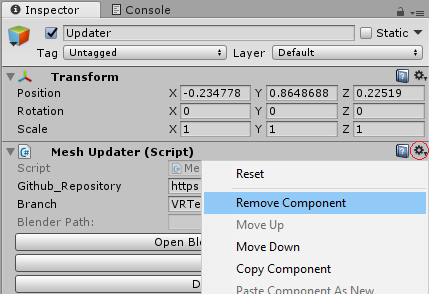 Inspector Console
Updater Static
Tag Untagged Layer Default
Transform
Position X -0.234778 Y 0.8648688 Z 0.22519
Rotation X 0 Y 0 Z 0
Scale X 1 Y 1 Z 1
Mesh Updater (Script)
Script Me
Reset
Github_Repository https
Remove Component
Branch VRTe
Move Up
Blender Path:
Open Ble
Move Down
Copy Component
D
Paste Component As New